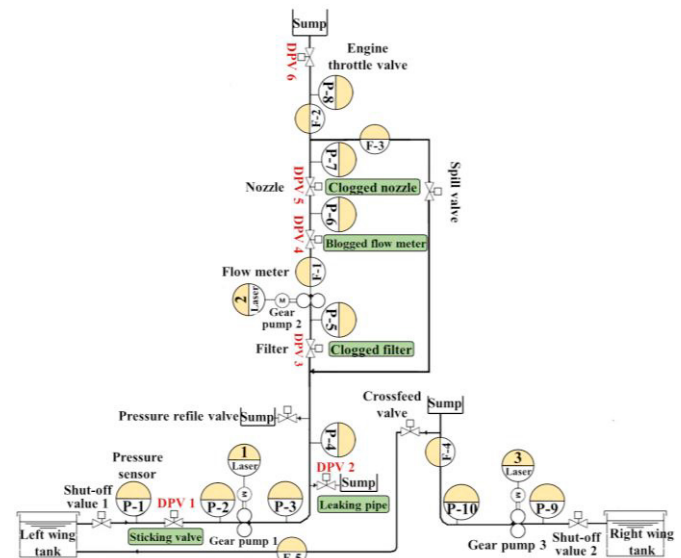 Sump
DPV 6
Engine
throttle valve
P-8
F-2
F-3
P-7
Nozzle
DPV 5
Clogged nozzle
Spill valve
P-6
DPV 4
Blogged flow meter
Flow meter
F-1
2
Laser
M
Gear
pump 2
P-5
Filter
DPV 3
Clogged filter
Crossfeed
valve
Sump
Pressure refile valve
Sump
P-4
F-4
Pressure
sensor
1
Laser
DPV 2
Sump
3
Laser
Shut-off
value 1
P-1
DPV 1
P-2
M
P-3
Leaking pipe
P-10
M
P-9
Left wing
tank
Sticking valve
Gear pump 1
F-5
Gear pump 3
Shut-off
value 2
Right wing
tank